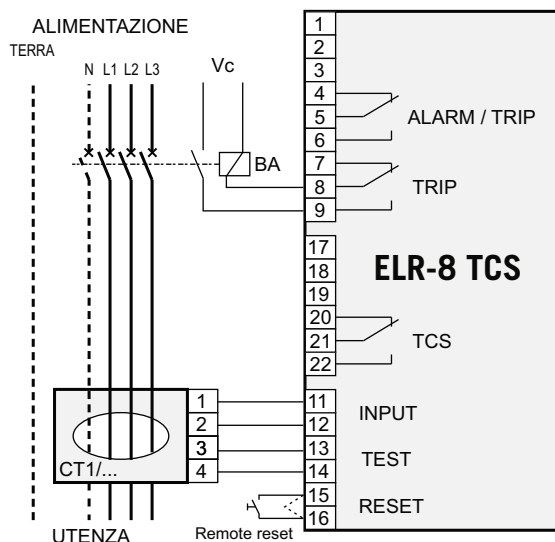 ALIMENTAZIONE
TERRA
N L1 L2 L3
Vc
BA
1
2
3
4
5
6
ALARM / TRIP
7
8
9
TRIP
17
18
19
ELR-8 TCS
20
21
22
TCS
CT1/...
1
2
3
4
11
12
INPUT
13
14
TEST
15
16
RESET
Remote reset
UTENZA